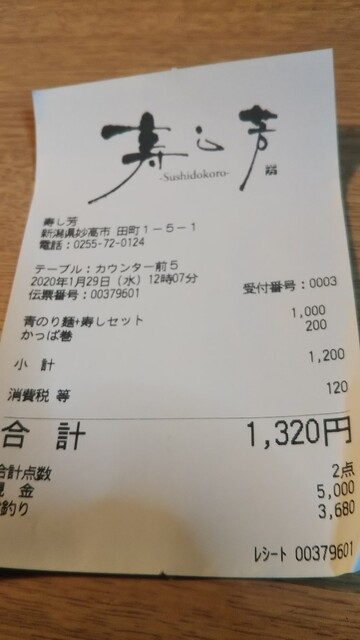 寿し芳
-Sushidokoro-
寿し芳
新潟県妙高市 田町1-5-1
電話:0255-72-0124
テーブル:カウンター前5
2020年1月29日(水) 12時07分 受付番号:0003
伝票番号:00379601
青のり麺+寿しセット 1,000
かっぱ巻 200
小 計 1,200
消費税 等 120
合 計 1,320円
合計点数 2点
現 金 5,000
お釣り 3,680
レシート 00379601